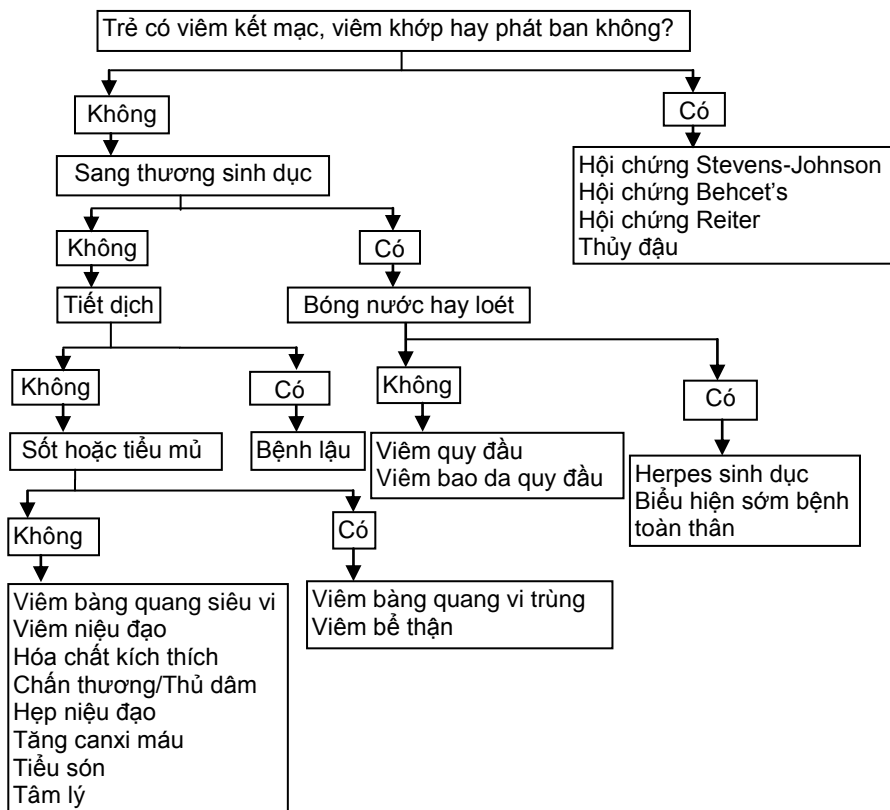 Trẻ có viêm kết mạc, viêm khớp hay phát ban không?
Không
Có
Sang thương sinh dục
Hội chứng Stevens-Johnson
Hội chứng Behcet’s
Hội chứng Reiter
Thủy đậu
Không
Có
Tiết dịch
Bóng nước hay loét
Không
Có
Không
Có
Sốt hoặc tiểu mủ
Bệnh lậu
Viêm quy đầu
Viêm bao da quy đầu
Herpes sinh dục
Biểu hiện sớm bệnh
toàn thân
Không
Có
Viêm bàng quang siêu vi
Viêm niệu đạo
Hóa chất kích thích
Chấn thương/Thủ dâm
Hẹp niệu đạo
Tăng canxi máu
Tiểu són
Tâm lý
Viêm bàng quang vi trùng
Viêm bể thận